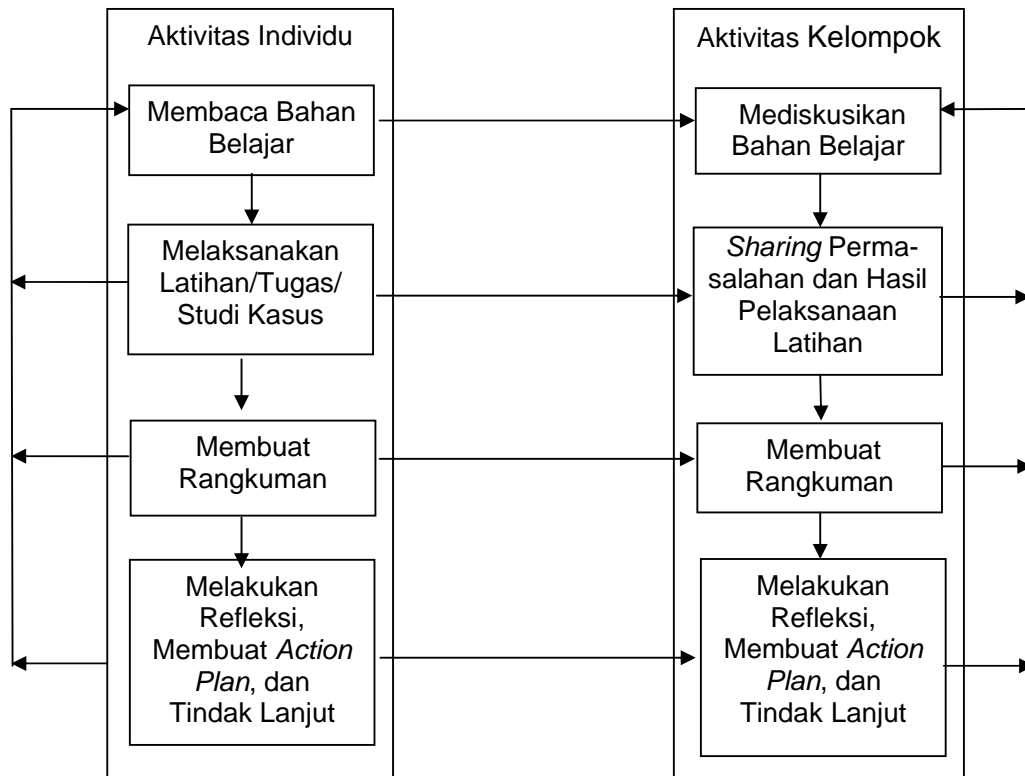 Aktivitas Individu
Membaca Bahan
Belajar
Melaksanakan
Latihan/Tugas/
Studi Kasus
Membuat
Rangkuman
Melakukan
Refleksi,
Membuat Action
Plan, dan
Tindak Lanjut
Aktivitas Kelompok
Mediskusikan
Bahan Belajar
Sharing Perma-
salahan dan Hasil
Pelaksanaan
Latihan
Membuat
Rangkuman
Melakukan
Refleksi,
Membuat Action
Plan, dan
Tindak Lanjut